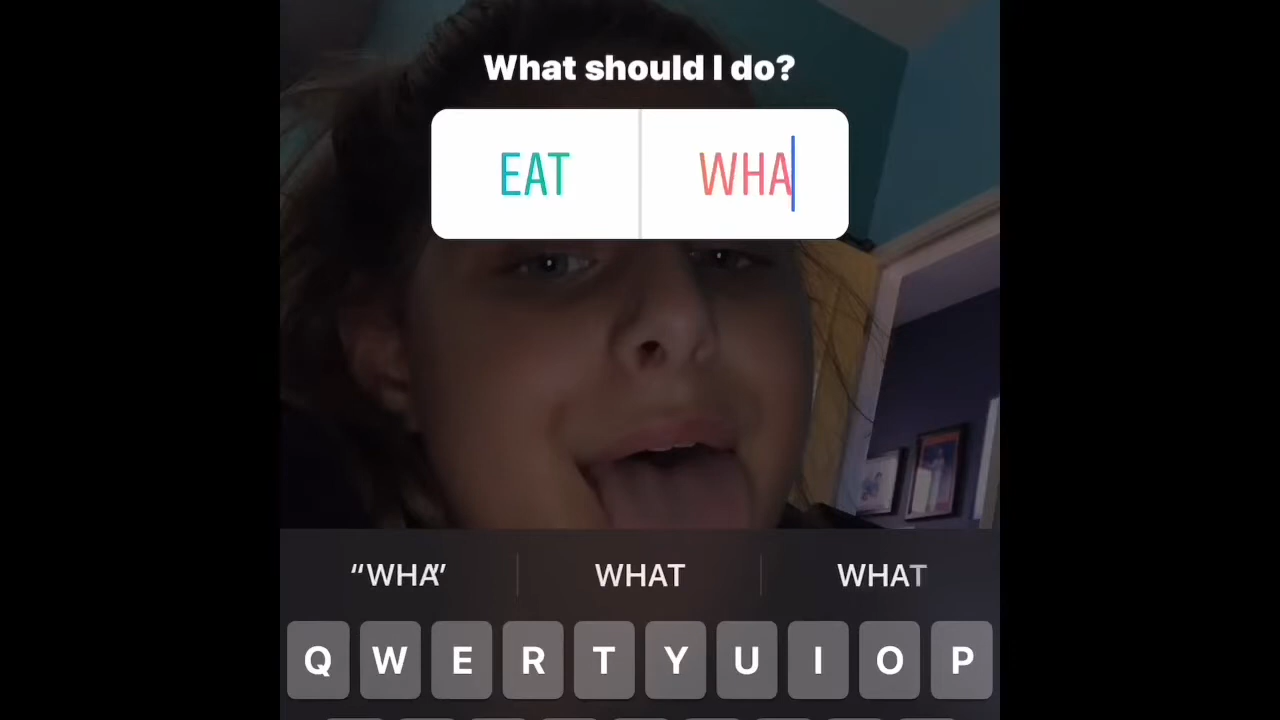 What should I do?
EAT WHA
“WHA” WHAT WHAT
Q W E R T Y U I O P